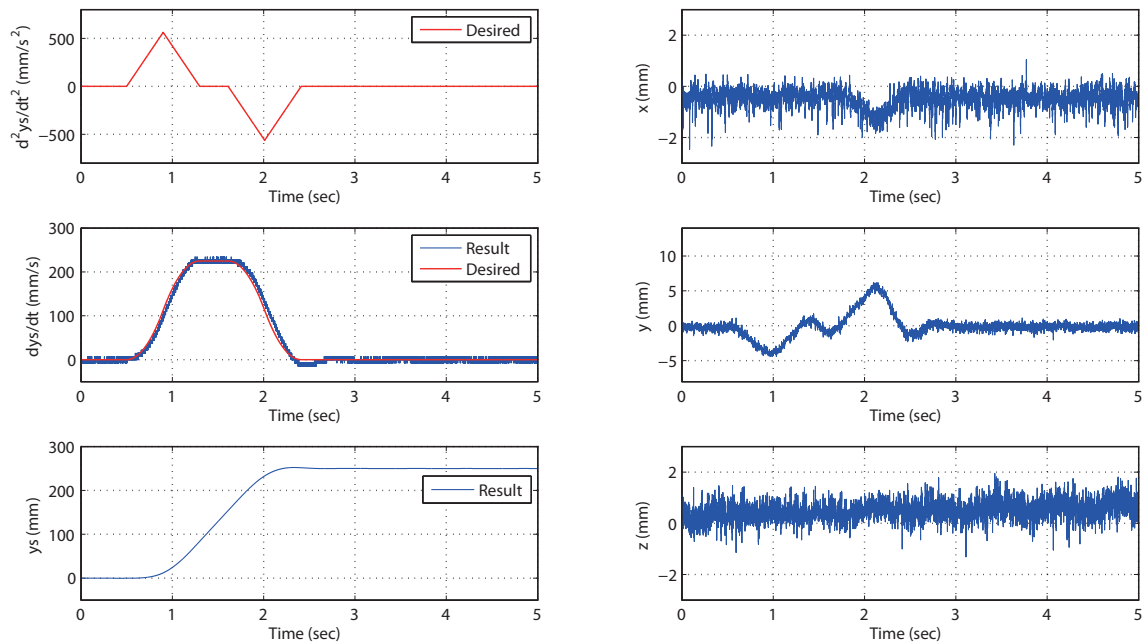 d²ys/dt² (mm/s²)
500
0
−500
Desired
0 1 2 3 4 5
Time (sec)
x (mm)
2
0
−2
0 1 2 3 4 5
Time (sec)
dys/dt (mm/s)
300
200
100
0
Result
Desired
0 1 2 3 4 5
Time (sec)
y (mm)
10
5
0
−5
0 1 2 3 4 5
Time (sec)
ys (mm)
300
200
100
0
Result
0 1 2 3 4 5
Time (sec)
z (mm)
2
0
−2
0 1 2 3 4 5
Time (sec)